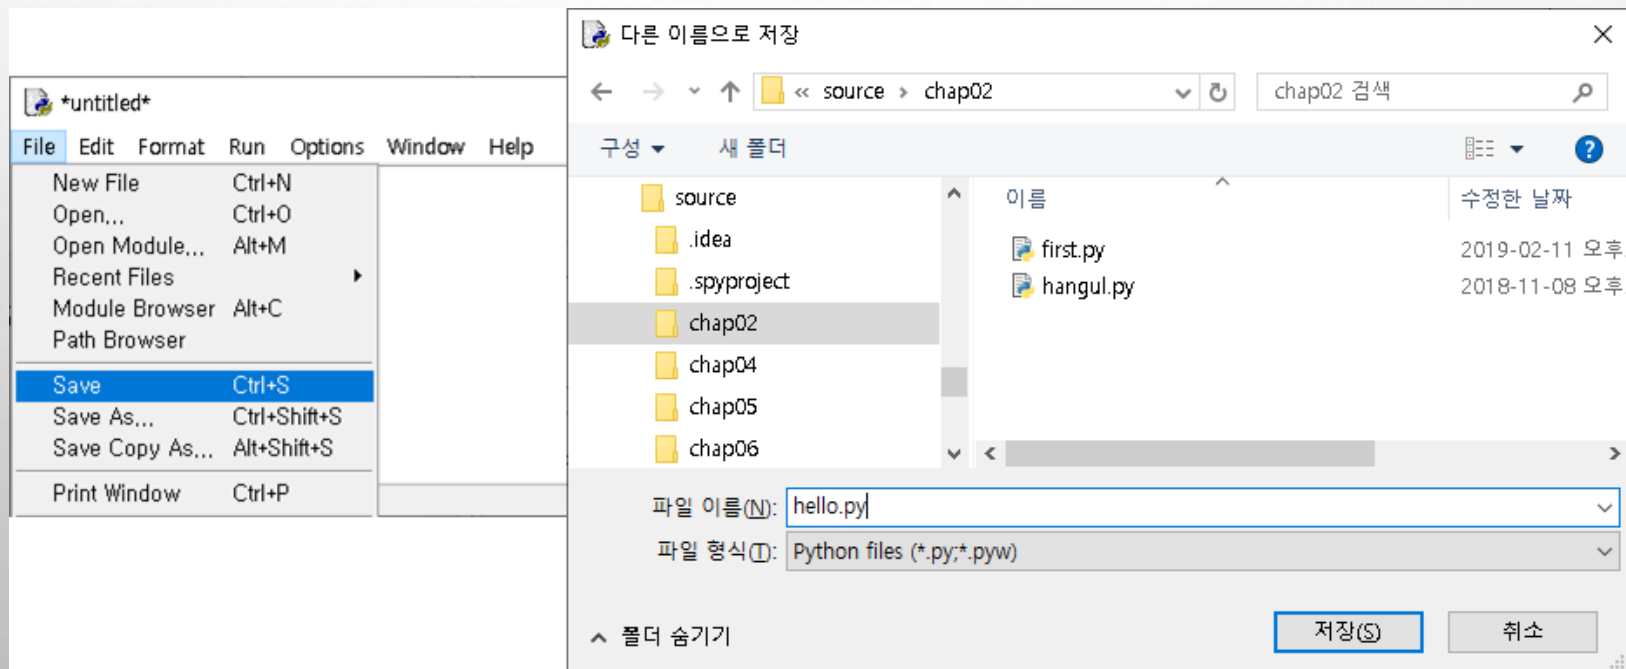 *untitled*
File Edit Format Run Options Window Help
New File Ctrl+N
Open... Ctrl+O
Open Module... Alt+M
Recent Files
Module Browser Alt+C
Path Browser
Save Ctrl+S
Save As... Ctrl+Shift+S
Save Copy As... Alt+Shift+S
Print Window Ctrl+P
다른 이름으로 저장
« source › chap02
chap02 검색
구성 새 폴더
source
.idea
.spyproject
chap02
chap04
chap05
chap06
이름 수정한 날짜
first.py 2019-02-11 오후
hangul.py 2018-11-08 오후
파일 이름(N): hello.py
파일 형식(T): Python files (*.py;*.pyw)
폴더 숨기기
저장(S) 취소